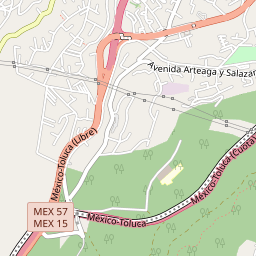 Avenida Arteaga y Salazar
México-Toluca (Libre)
México-Toluca (Cuota)
MEX 57
MEX 15
México-Toluca